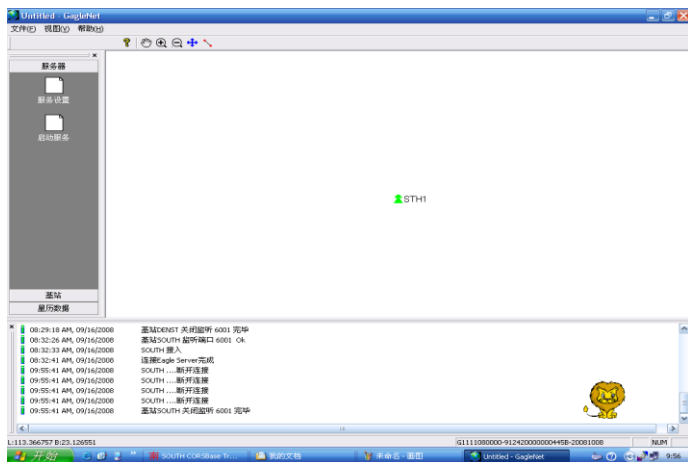 Untitled - GagleNet
文件(F) 视图(V) 帮助(H)
服务器
服务设置
启动服务
STH1
基站
星历数据
08:29:18 AM, 09/16/2008 基站DENST 关闭监听 6001 完毕
08:32:26 AM, 09/16/2008 基站SOUTH 监听端口 6001 Ok
08:32:33 AM, 09/16/2008 SOUTH 接入
08:32:41 AM, 09/16/2008 连接Eagle Server完成
09:55:41 AM, 09/16/2008 SOUTH ....断开连接
09:55:41 AM, 09/16/2008 SOUTH ....断开连接
09:55:41 AM, 09/16/2008 SOUTH ....断开连接
09:55:41 AM, 09/16/2008 SOUTH ....断开连接
09:55:41 AM, 09/16/2008 基站SOUTH 关闭监听 6001 完毕
L:113.366757 B:23.126551 G1111080000-912420000000445B-20081008 NUM
开始 SOUTH CORSBase Tr... 我的文档 未命名 - 画图 Untitled - GagleNet 9:56